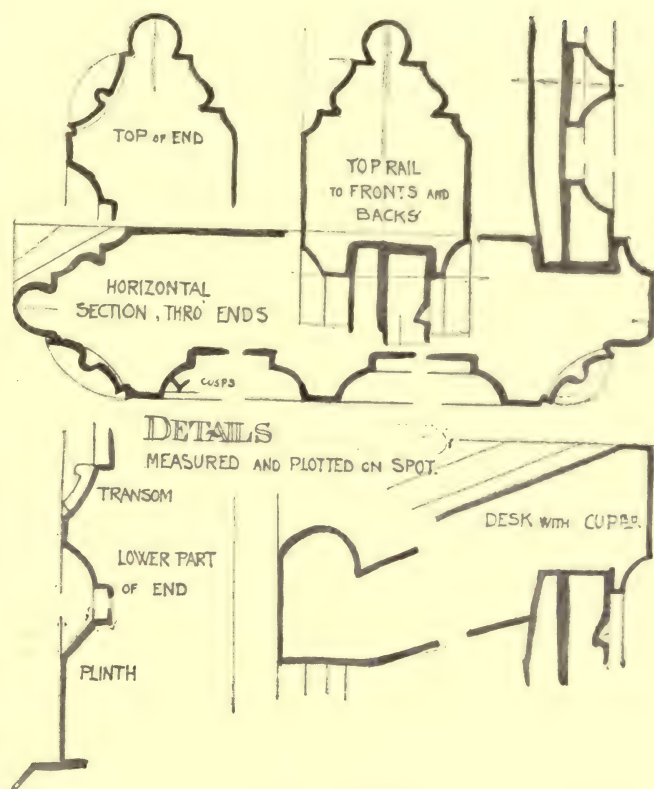 TOP OF END
TOP RAIL
TO FRONTS AND
BACKS
HORIZONTAL
SECTION, THRO' ENDS
CUSPS
DETAILS
MEASURED AND PLOTTED ON SPOT.
TRANSOM
DESK WITH
LOWER PART
OF END
PLINTH